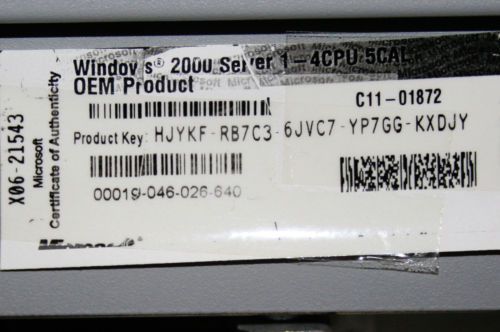 Windows® 2000 Server 1-4CPU 5CAL
OEM Product
C11-01872
Product Key: HJYKF-RB7C3-6JVC7-YP7GG-KXDJY
00019-046-026-640
X06-21543
Microsoft
Certificate of Authenticity
Microsoft